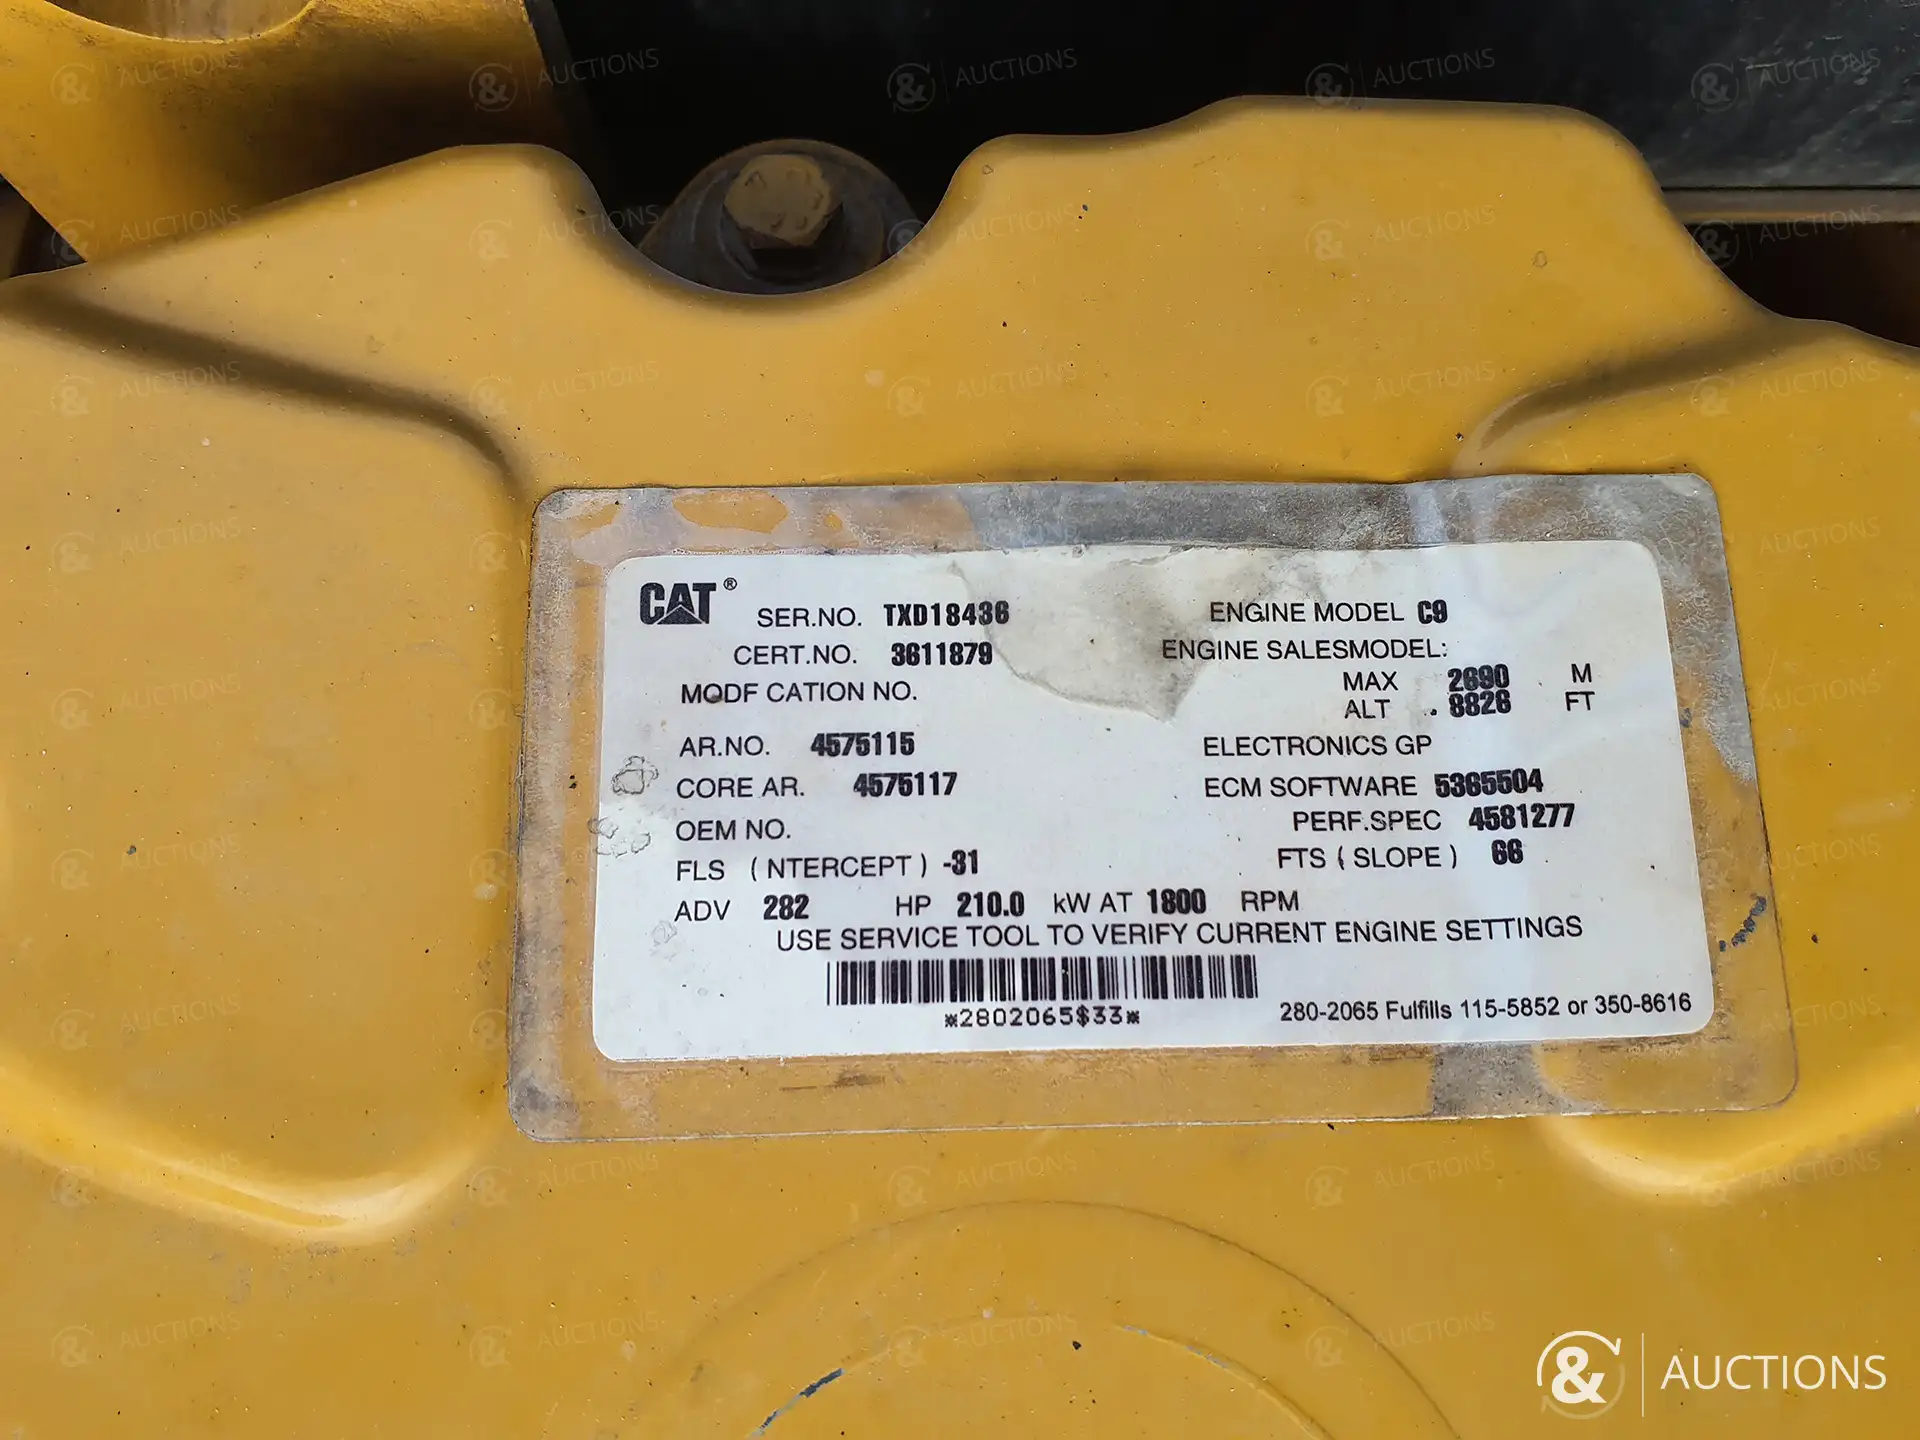 CAT®
SER.NO. TXD18436
ENGINE MODEL C9
CERT.NO. 3611879
ENGINE SALESMODEL:
MODF CATION NO.
MAX 2690 M
ALT . 8826 FT
AR.NO. 4575115
ELECTRONICS GP
CORE AR. 4575117
ECM SOFTWARE 5365504
OEM NO.
PERF.SPEC 4581277
FLS (NTERCEPT) -31
FTS (SLOPE) 66
ADV 282 HP 210.0 kW AT 1800 RPM
USE SERVICE TOOL TO VERIFY CURRENT ENGINE SETTINGS
*2802065$33*
280-2065 Fulfills 115-5852 or 350-8616
& AUCTIONS